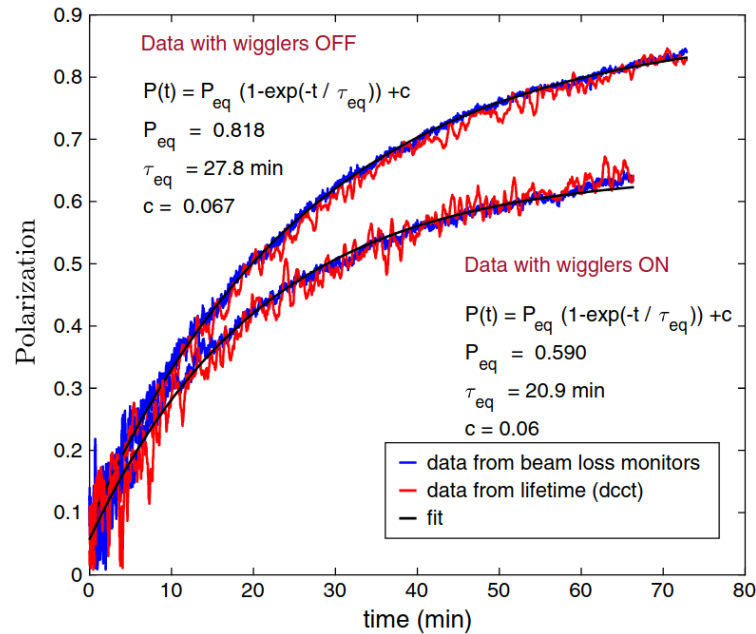 Data with wigglers OFF
P(t) = P_eq (1-exp(-t / τ_eq)) +c
P_eq = 0.818
τ_eq = 27.8 min
c = 0.067
Data with wigglers ON
P(t) = P_eq (1-exp(-t / τ_eq)) +c
P_eq = 0.590
τ_eq = 20.9 min
c = 0.06
data from beam loss monitors
data from lifetime (dcct)
fit
Polarization
0.9
0.8
0.7
0.6
0.5
0.4
0.3
0.2
0.1
0
0 10 20 30 40 50 60 70 80
time (min)